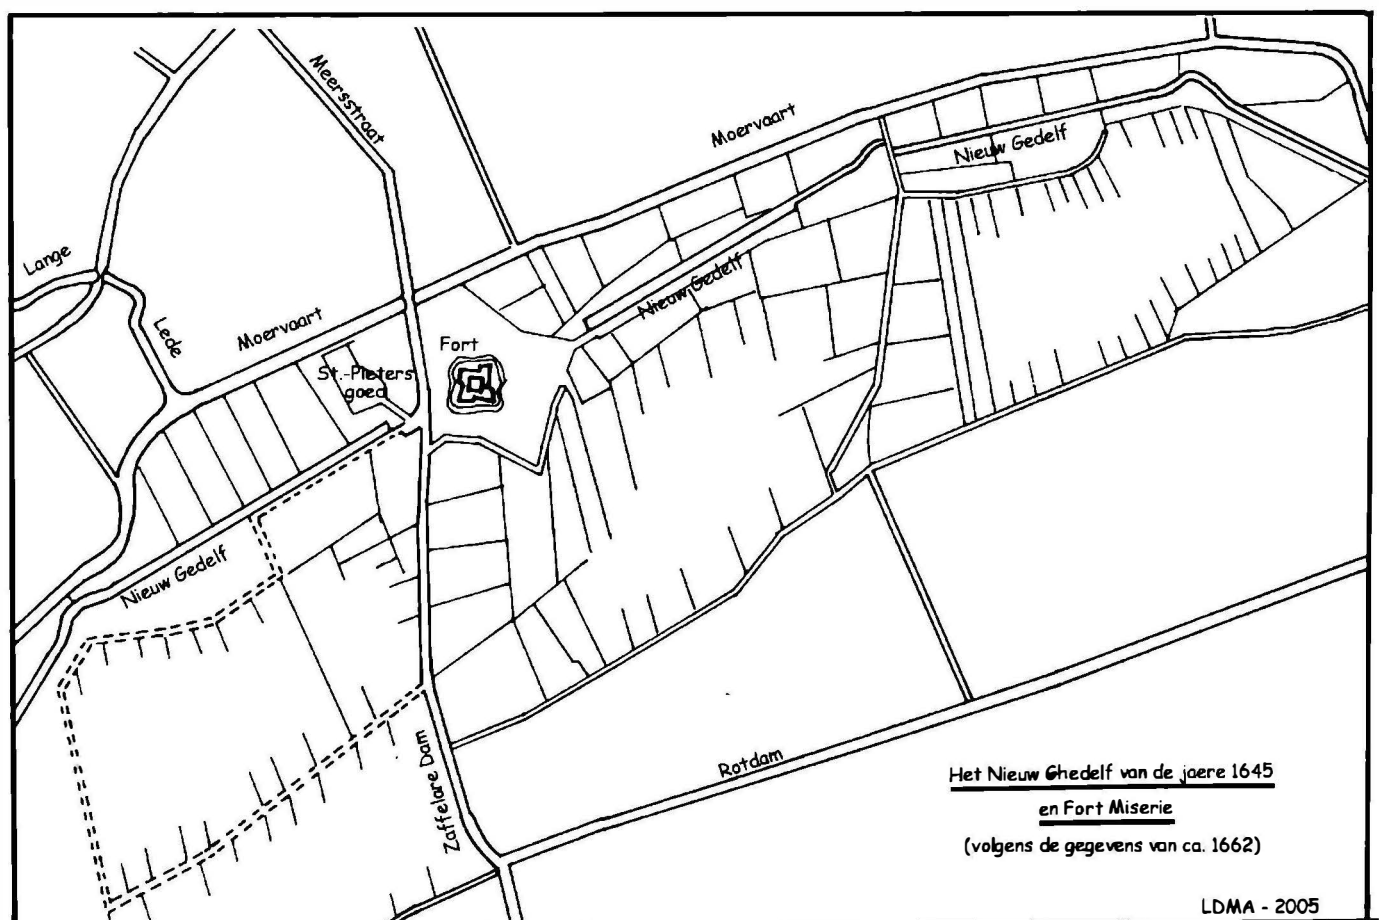 Meersstraat
Moervaart
Nieuw Gedelf
Lange
Lede
Moervaart
Nieuw Gedelf
Fort
St.-Pieters
goed
Nieuw Gedelf
Zaffelare Dam
Rotdam
Het Nieuw Ghedelf van de jaere 1645
en Fort Miserie
(volgens de gegevens van ca. 1662)
LDMA - 2005